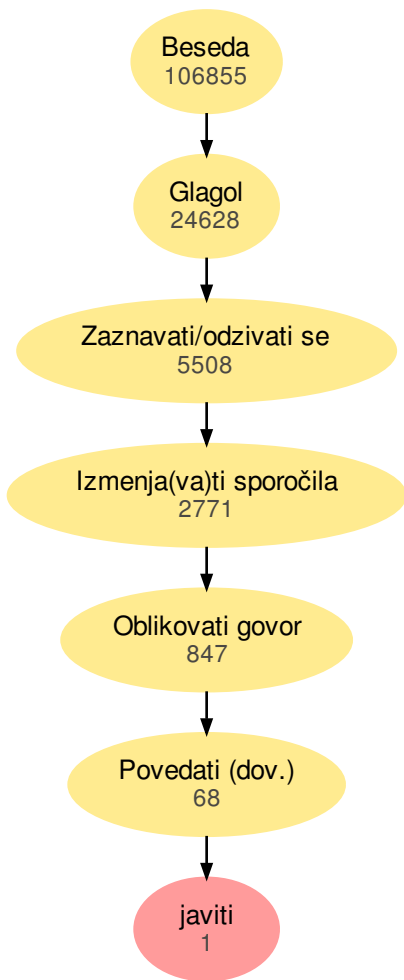 Beseda
106855
Glagol
24628
Zaznavati/odzivati se
5508
Izmenja(va)ti sporočila
2771
Oblikovati govor
847
Povedati (dov.)
68
javiti
1